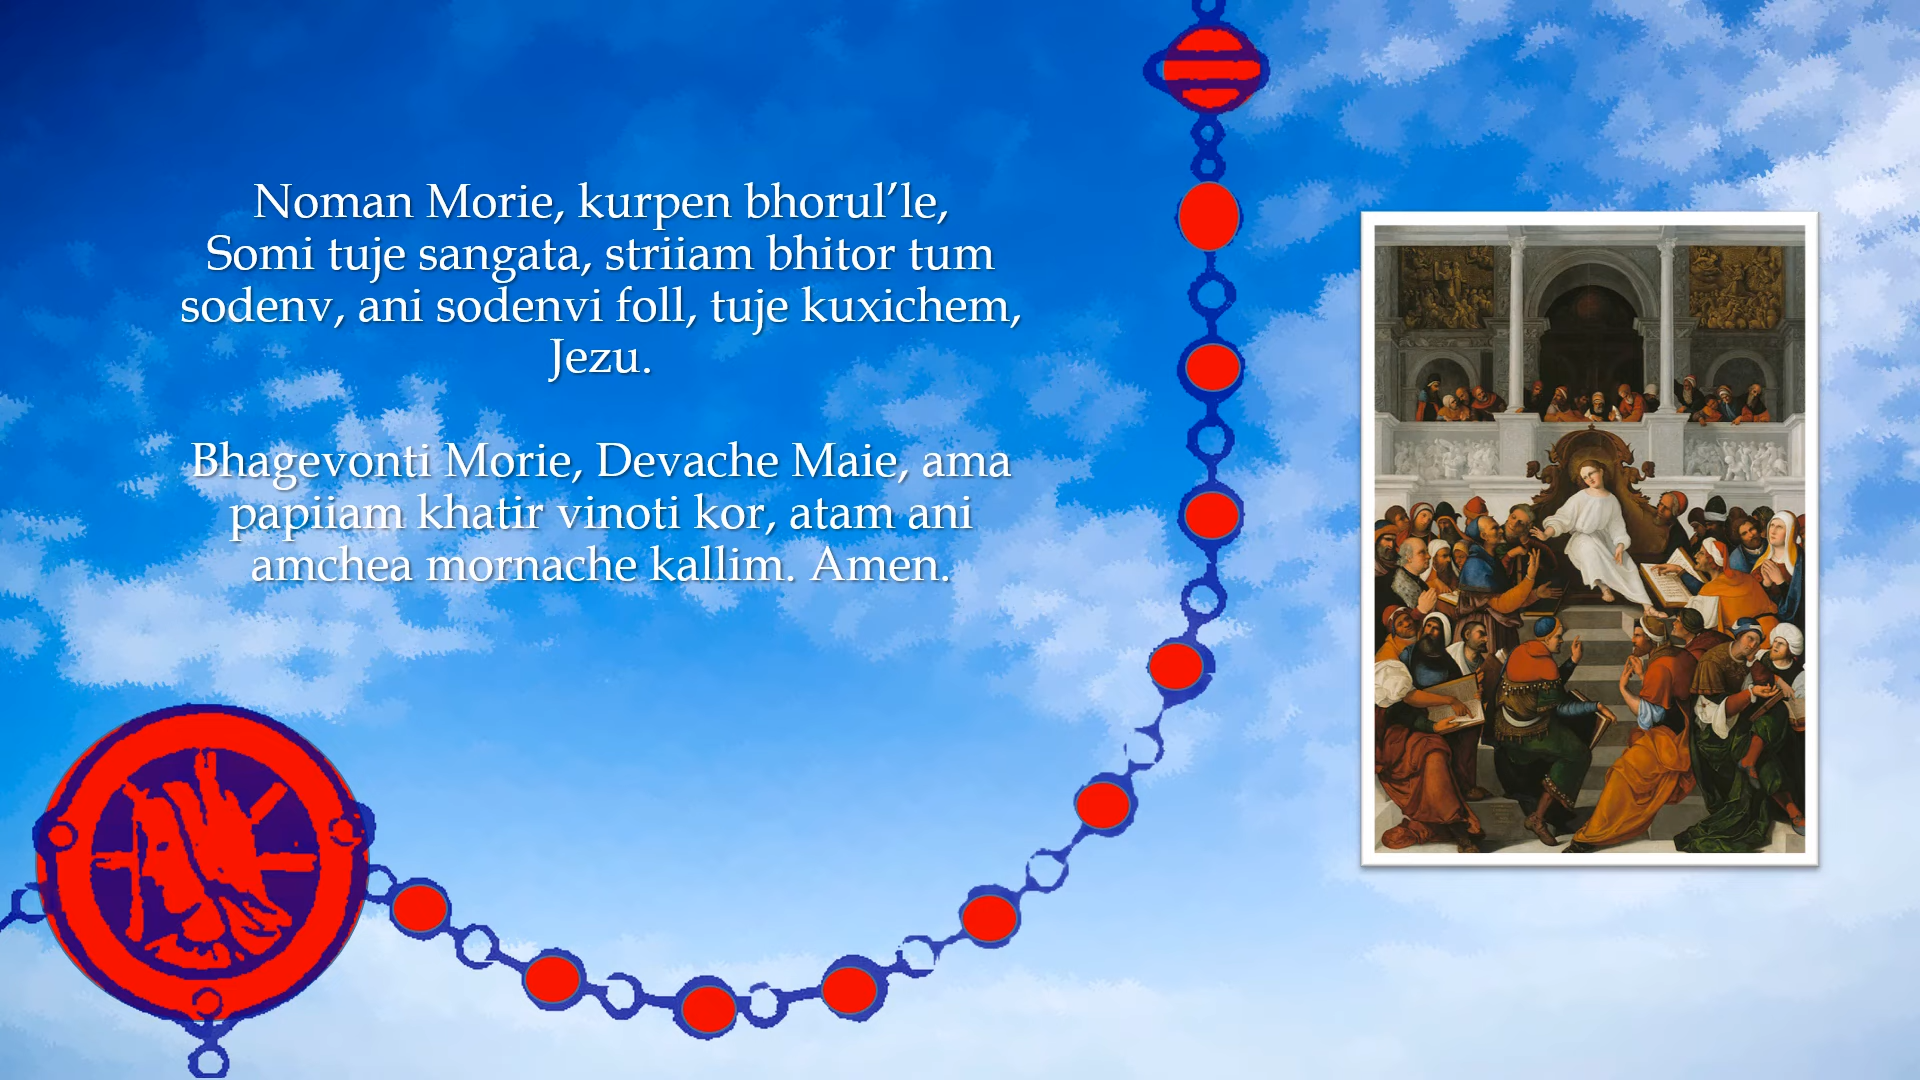 Noman Morie, kurpen bhorul’le,
Somi tuje sangata, striiam bhitor tum
sodenv, ani sodenvi foll, tuje kuxichem,
Jezu.
Bhagevonti Morie, Devache Maie, ama
papiiam khatir vinoti kor, atam ani
amchea mornache kallim. Amen.